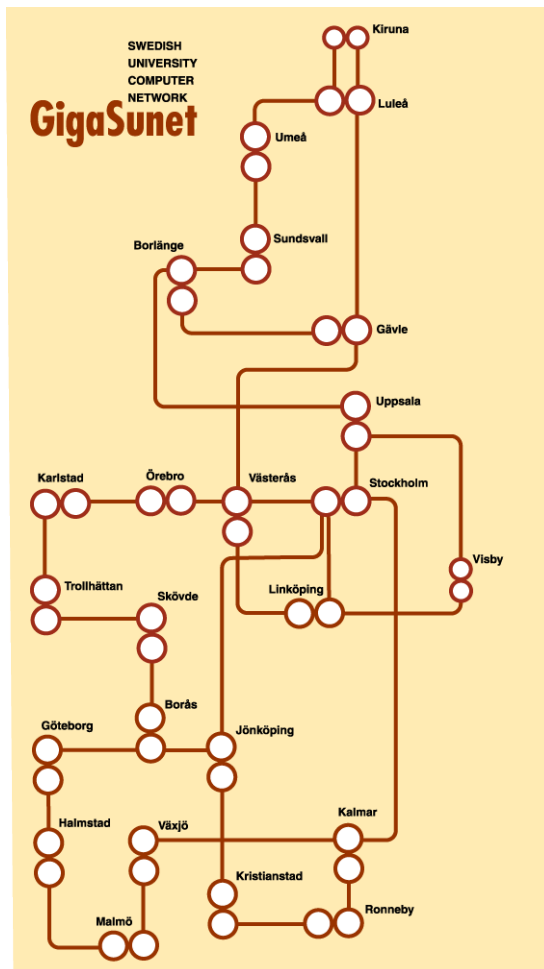 SWEDISH
UNIVERSITY
COMPUTER
NETWORK
GigaSunet
Kiruna
Luleå
Umeå
Sundsvall
Borlänge
Gävle
Uppsala
Karlstad
Örebro
Västerås
Stockholm
Visby
Trollhättan
Skövde
Linköping
Borås
Göteborg
Jönköping
Halmstad
Växjö
Kalmar
Kristianstad
Ronneby
Malmö